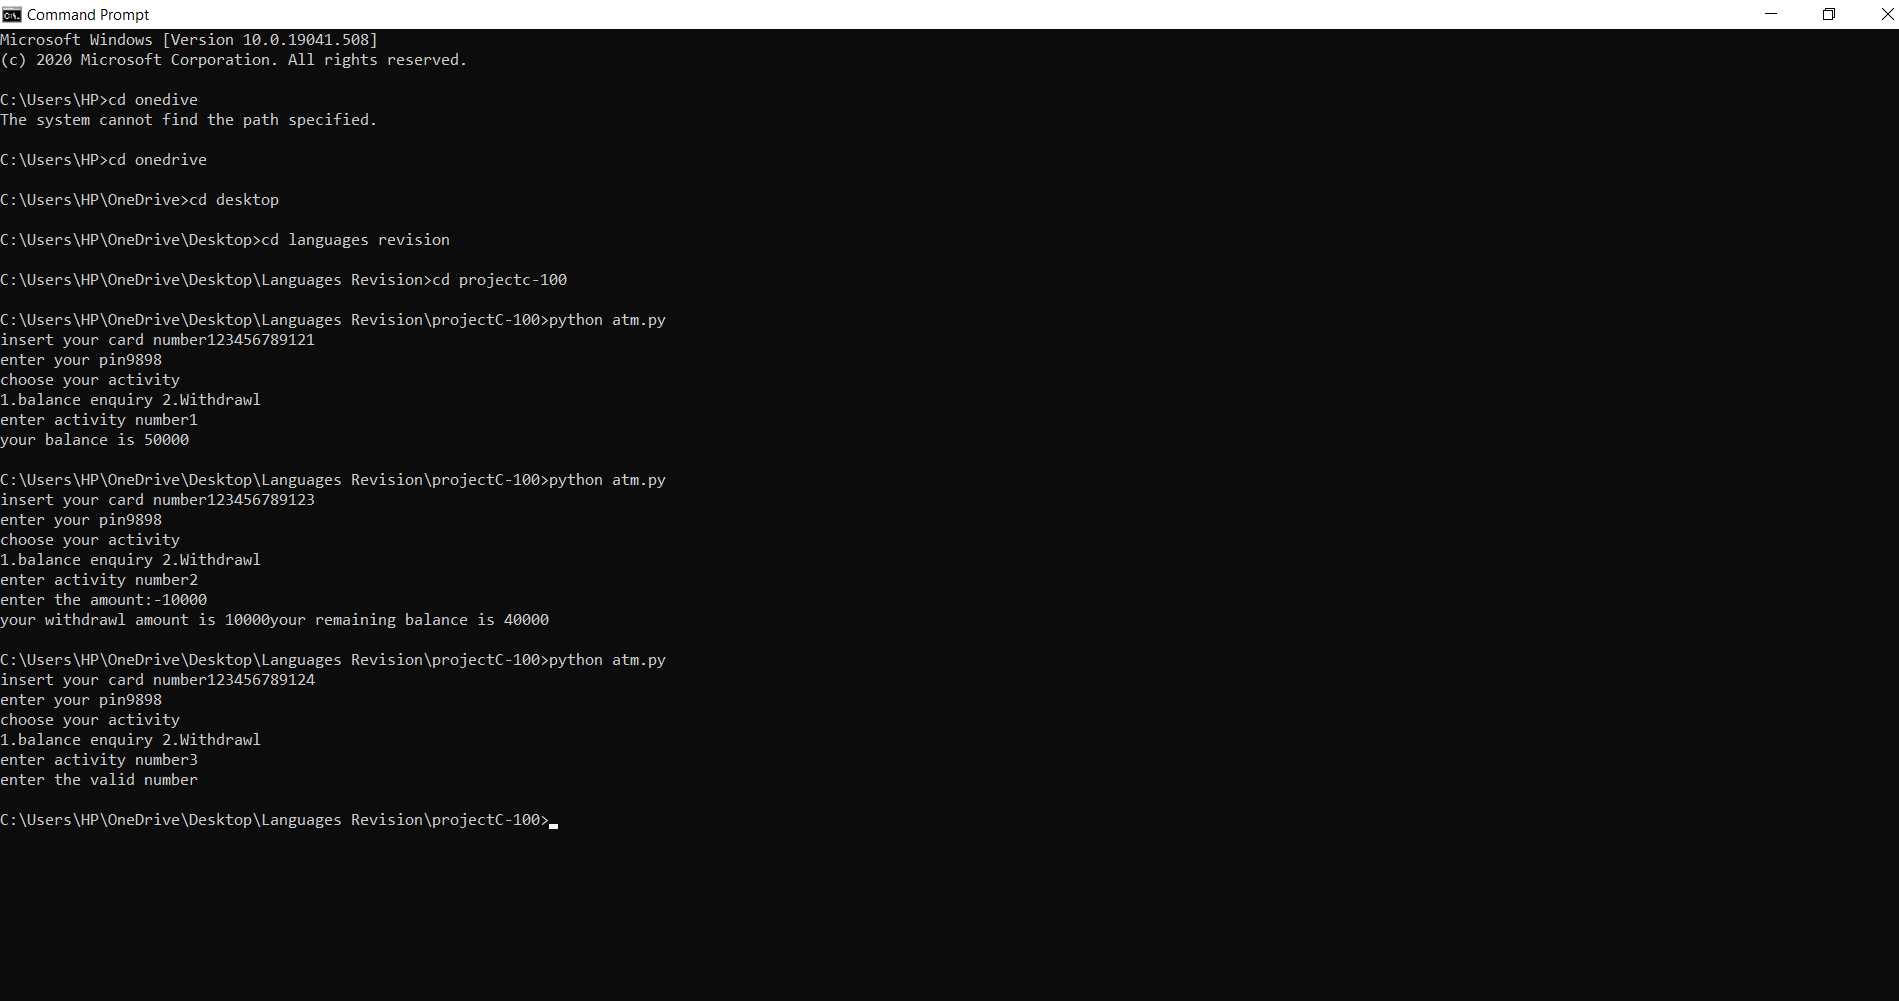 Command Prompt
Microsoft Windows [Version 10.0.19041.508]
(c) 2020 Microsoft Corporation. All rights reserved.
C:\Users\HP>cd onedive
The system cannot find the path specified.
C:\Users\HP>cd onedrive
C:\Users\HP\OneDrive>cd desktop
C:\Users\HP\OneDrive\Desktop>cd languages revision
C:\Users\HP\OneDrive\Desktop\Languages Revision>cd projectc-100
C:\Users\HP\OneDrive\Desktop\Languages Revision\projectC-100>python atm.py
insert your card number123456789121
enter your pin9898
choose your activity
1.balance enquiry 2.Withdrawl
enter activity number1
your balance is 50000
C:\Users\HP\OneDrive\Desktop\Languages Revision\projectC-100>python atm.py
insert your card number123456789123
enter your pin9898
choose your activity
1.balance enquiry 2.Withdrawl
enter activity number2
enter the amount:-10000
your withdrawl amount is 10000your remaining balance is 40000
C:\Users\HP\OneDrive\Desktop\Languages Revision\projectC-100>python atm.py
insert your card number123456789124
enter your pin9898
choose your activity
1.balance enquiry 2.Withdrawl
enter activity number3
enter the valid number
C:\Users\HP\OneDrive\Desktop\Languages Revision\projectC-100>